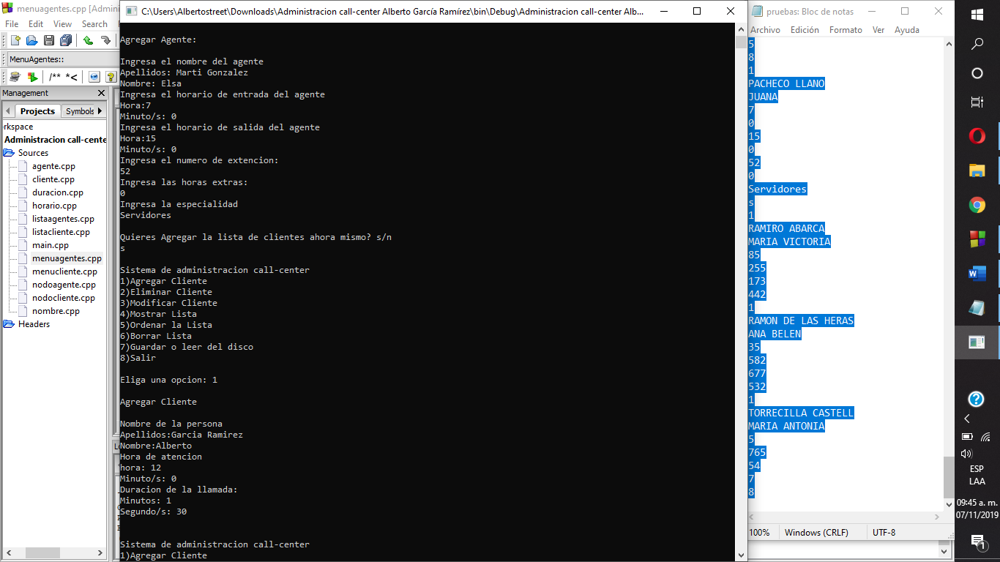 menuagentes.cpp [Admini
File Edit View Search
MenuAgentes::
/** *<
Management
Projects
Symbols
rkspace
Administracion call-cente
Sources
agente.cpp
cliente.cpp
duracion.cpp
horario.cpp
listaagentes.cpp
listacliente.cpp
main.cpp
menuagentes.cpp
menucliente.cpp
nodoagente.cpp
nodocliente.cpp
nombre.cpp
Headers
C:\Users\Albertostreet\Downloads\Administracion call-center Alberto García Ramírez\bin\Debug\Administracion call-center Alb...
Agregar Agente:
Ingresa el nombre del agente
Apellidos: Marti Gonzalez
Nombre: Elsa
Ingresa el horario de entrada del agente
Hora:7
Minuto/s: 0
Ingresa el horario de salida del agente
Hora:15
Minuto/s: 0
Ingresa el numero de extencion:
52
Ingresa las horas extras:
0
Ingresa la especialidad
Servidores
Quieres Agregar la lista de clientes ahora mismo? s/n
s
Sistema de administracion call-center
1)Agregar Cliente
2)Eliminar Cliente
3)Modificar Cliente
4)Mostrar Lista
5)Ordenar la Lista
6)Borrar Lista
7)Guardar o leer del disco
8)Salir
Eliga una opcion: 1
Agregar Cliente
Nombre de la persona
Apellidos:Garcia Ramirez
Nombre:Alberto
Hora de atencion
hora: 12
Minuto/s: 0
Duracion de la llamada:
Minutos: 1
Segundo/s: 30
Sistema de administracion call-center
1)Agregar Cliente
pruebas: Bloc de notas
Archivo Edición Formato Ver Ayuda
5
8
1
PACHECO LLANO
JUANA
7
0
15
0
52
0
Servidores
s
1
RAMIRO ABARCA
MARIA VICTORIA
85
255
173
442
1
RAMON DE LAS HERAS
ANA BELEN
35
582
677
532
1
TORRECILLA CASTELL
MARIA ANTONIA
5
765
54
7
8
100% Windows (CRLF) UTF-8
ESP
LAA
09:45 a. m.
07/11/2019
1